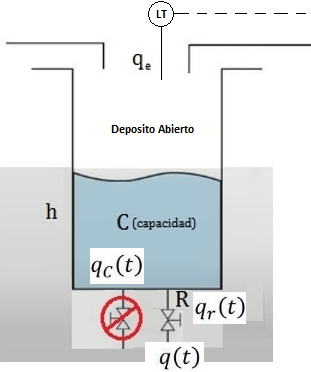 LT
qe
Deposito Abierto
h
C (capacidad)
qC(t)
R
qr(t)
q(t)